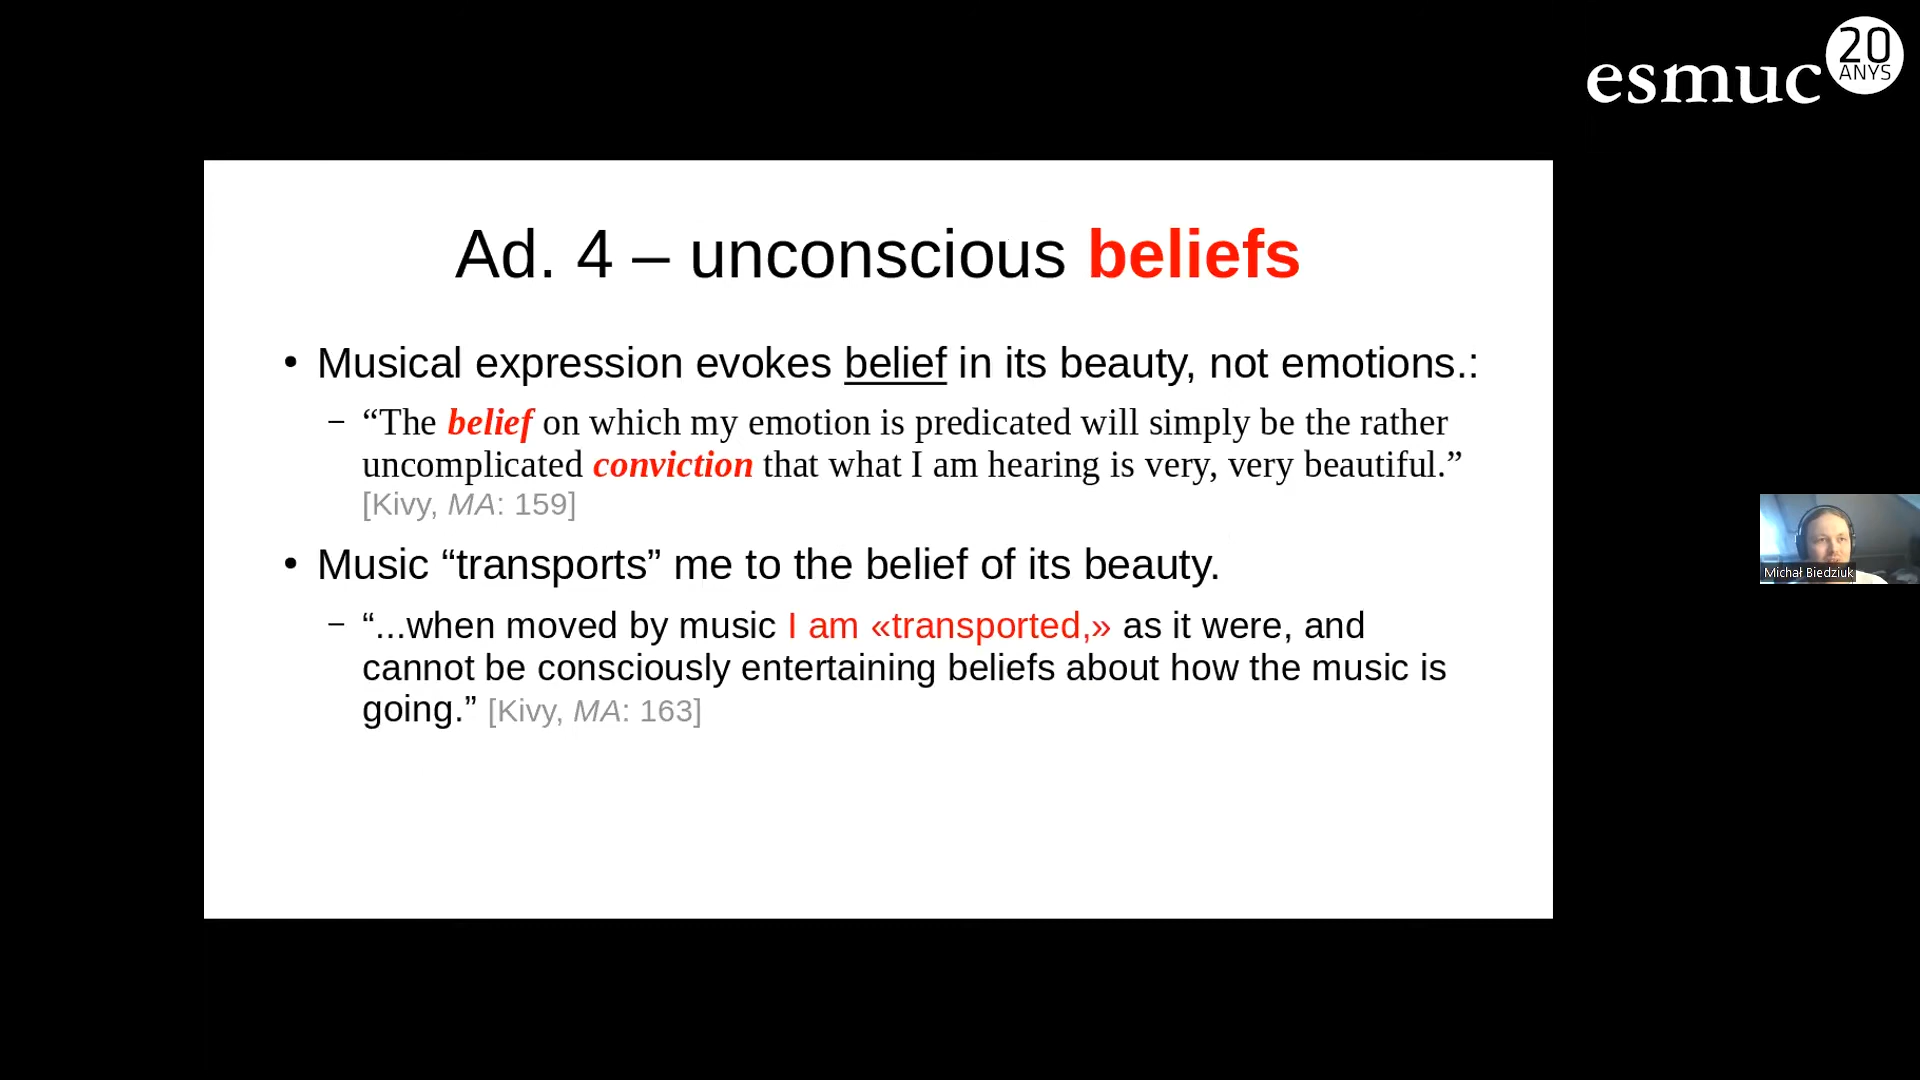 esmuc
20
ANYS
Ad. 4 – unconscious beliefs
• Musical expression evokes belief in its beauty, not emotions.:
– “The belief on which my emotion is predicated will simply be the rather
uncomplicated conviction that what I am hearing is very, very beautiful.”
[Kivy, MA: 159]
• Music “transports” me to the belief of its beauty.
– “...when moved by music I am «transported,» as it were, and
cannot be consciously entertaining beliefs about how the music is
going.” [Kivy, MA: 163]
Michał Biedziuk